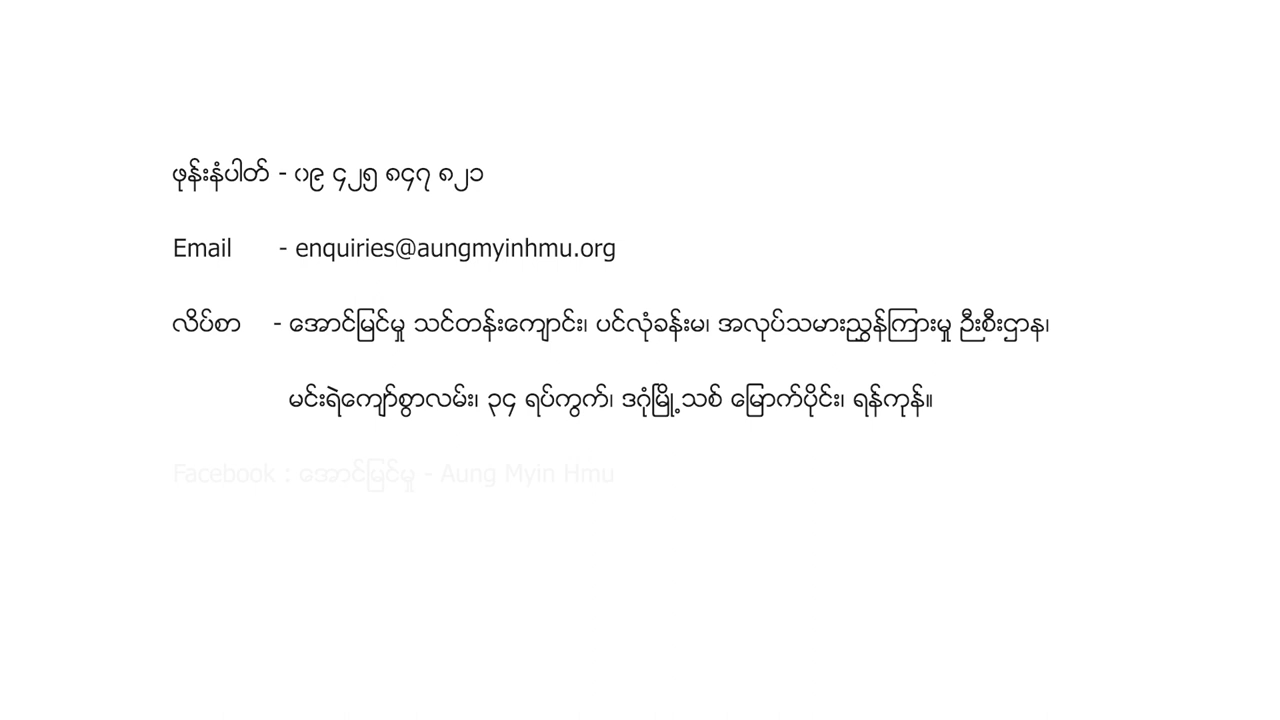 ဖုန်းနံပါတ် - ၀၉ ၄၂၅ ၈၄၇ ၈၂၁
Email - enquiries@aungmyinhmu.org
လိပ်စာ - အောင်မြင်မှု သင်တန်းကျောင်း၊ ပင်လုံခန်းမ၊ အလုပ်သမားညွှန်ကြားမှု ဦးစီးဌာန၊
မင်းရဲကျော်စွာလမ်း၊ ၃၄ ရပ်ကွက်၊ ဒဂုံမြို့သစ် မြောက်ပိုင်း၊ ရန်ကုန်။
Facebook : အောင်မြင်မှု - Aung Myin Hmu